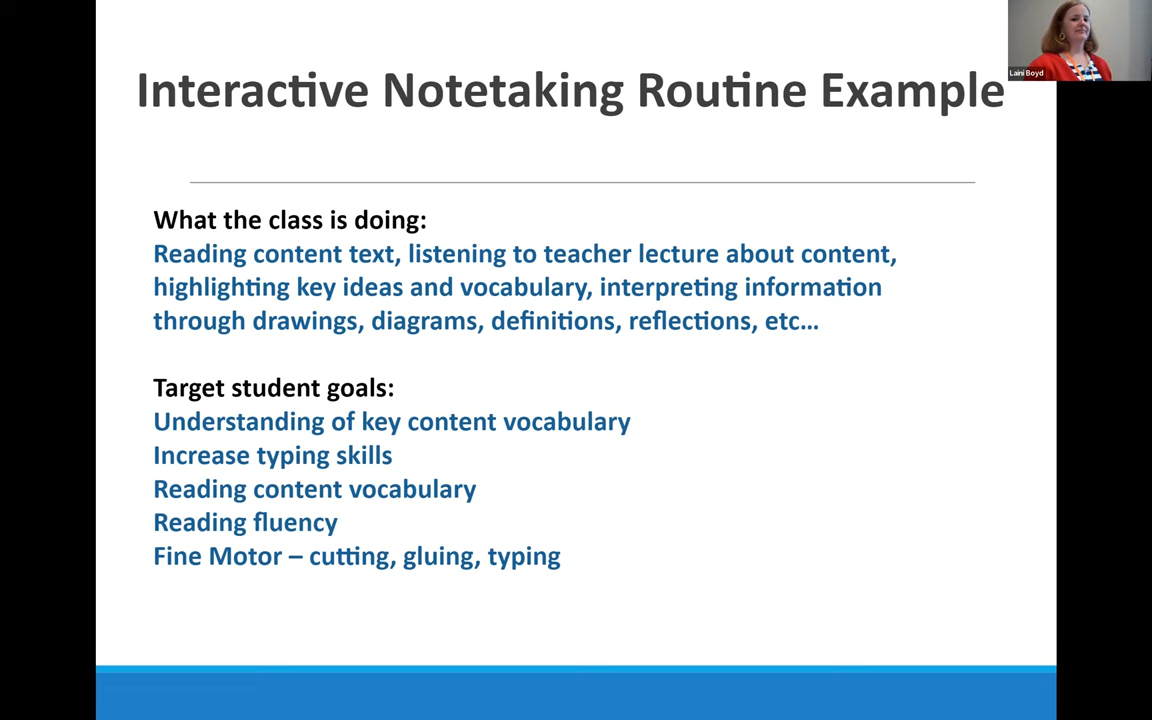 Interactive Notetaking Routine Example
Laini Boyd
What the class is doing:
Reading content text, listening to teacher lecture about content,
highlighting key ideas and vocabulary, interpreting information
through drawings, diagrams, definitions, reflections, etc…
Target student goals:
Understanding of key content vocabulary
Increase typing skills
Reading content vocabulary
Reading fluency
Fine Motor – cutting, gluing, typing